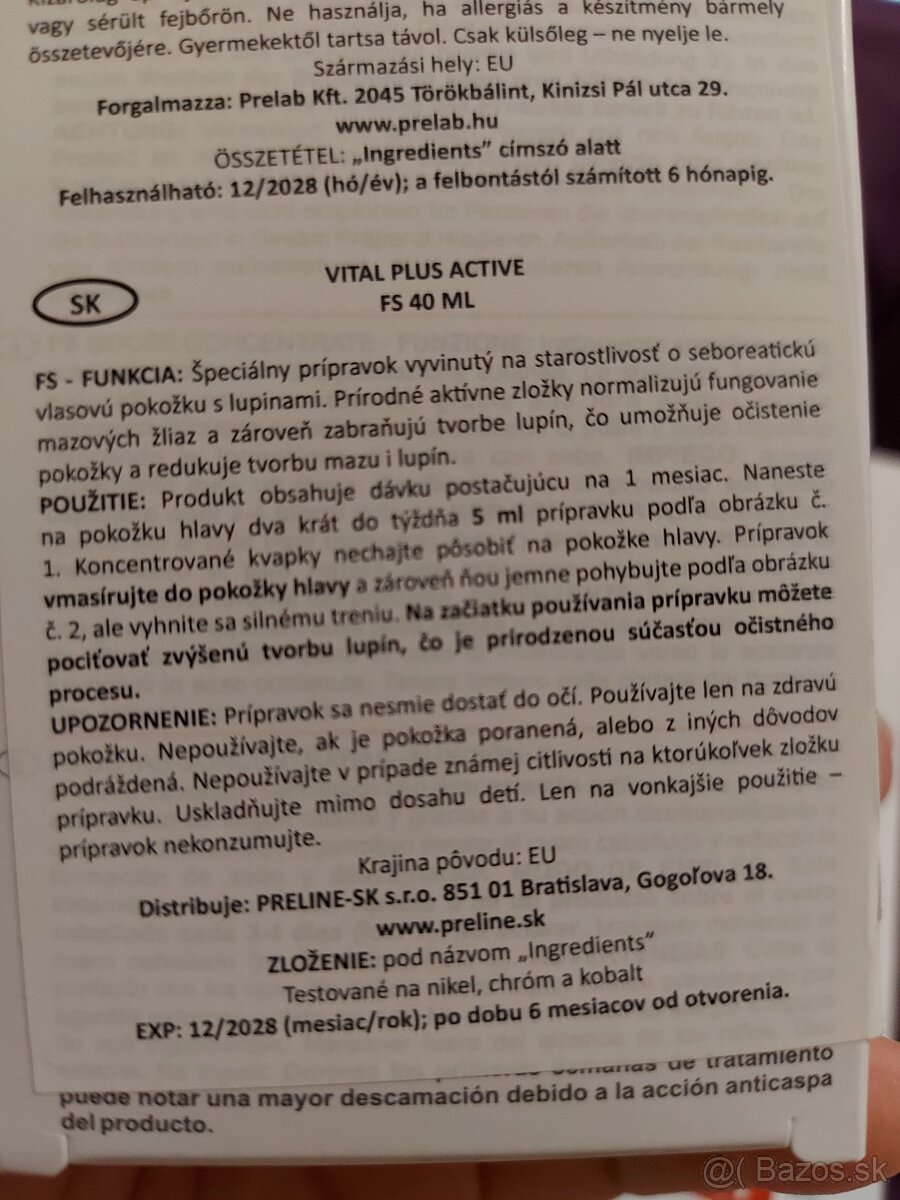 vagy sérült fejbőrön. Ne használja, ha allergiás a készítmény bármely
összetevőjére. Gyermekektől tartsa távol. Csak külsőleg – ne nyelje le.
Származási hely: EU
Forgalmazza: Prelab Kft. 2045 Törökbálint, Kinizsi Pál utca 29.
www.prelab.hu
ÖSSZETÉTEL: „Ingredients” címszó alatt
Felhasználható: 12/2028 (hó/év); a felbontástól számított 6 hónapig.
VITAL PLUS ACTIVE
SK
FS 40 ML
FS - FUNKCIA: Špeciálny prípravok vyvinutý na starostlivosť o seboreatickú
vlasovú pokožku s lupinami. Prírodné aktívne zložky normalizujú fungovanie
mazových žliaz a zároveň zabraňujú tvorbe lupín, čo umožňuje očistenie
pokožky a redukuje tvorbu mazu i lupín.
POUŽITIE: Produkt obsahuje dávku postačujúcu na 1 mesiac. Naneste
na pokožku hlavy dva krát do týždňa 5 ml prípravku podľa obrázku č.
1. Koncentrované kvapky nechajte pôsobiť na pokožke hlavy. Prípravok
vmasírujte do pokožky hlavy a zároveň ňou jemne pohybujte podľa obrázku
č. 2, ale vyhnite sa silnému treniu. Na začiatku používania prípravku môžete
pociťovať zvýšenú tvorbu lupín, čo je prirodzenou súčasťou očistného
procesu.
UPOZORNENIE: Prípravok sa nesmie dostať do očí. Používajte len na zdravú
pokožku. Nepoužívajte, ak je pokožka poranená, alebo z iných dôvodov
podráždená. Nepoužívajte v prípade známej citlivosti na ktorúkoľvek zložku
prípravku. Uskladňujte mimo dosahu detí. Len na vonkajšie použitie –
prípravok nekonzumujte.
Krajina pôvodu: EU
Distribuje: PRELINE-SK s.r.o. 851 01 Bratislava, Gogoľova 18.
www.preline.sk
ZLOŽENIE: pod názvom „Ingredients”
Testované na nikel, chróm a kobalt
EXP: 12/2028 (mesiac/rok); po dobu 6 mesiacov od otvorenia.
de tratamiento
puede notar una mayor descamación debido a la acción anticaspa
del producto.
@( Bazos.sk